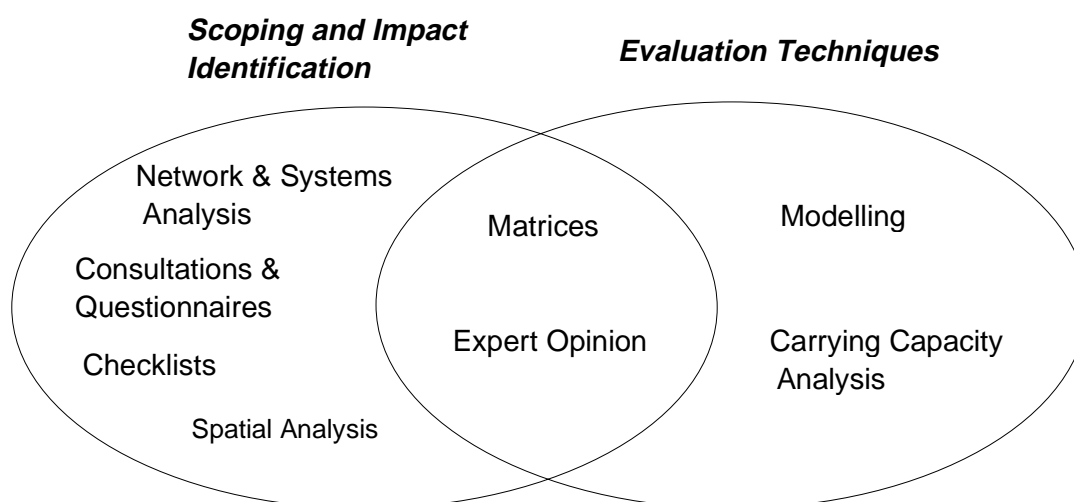 Scoping and Impact
Identification
Evaluation Techniques
Network & Systems
Analysis
Consultations &
Questionnaires
Checklists
Spatial Analysis
Matrices
Expert Opinion
Modelling
Carrying Capacity
Analysis